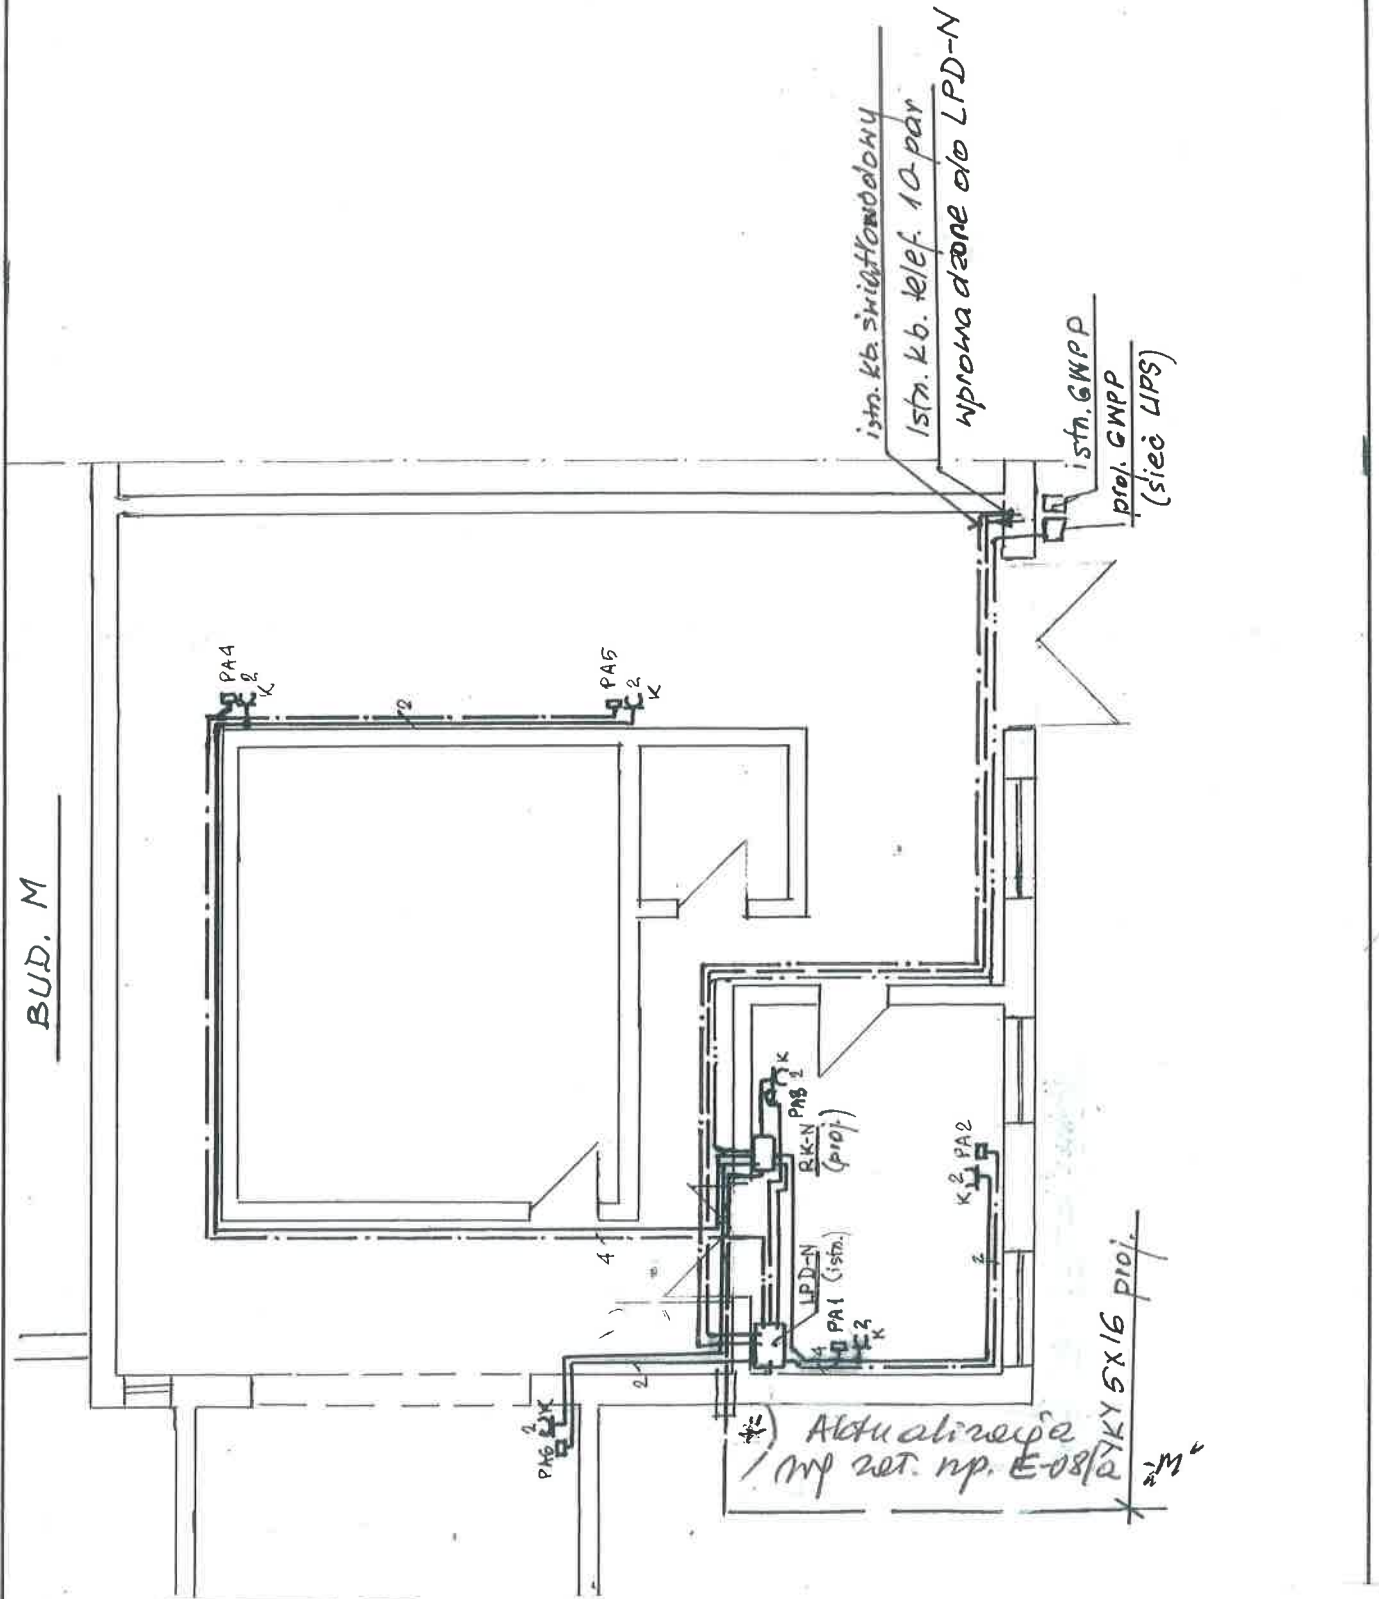 BUD. M
istn. kb. światłowodowy
istn. kb. telef. 10 par
wprowadzone do LPD-N
istn. GWPP
proj. GWPP
(sieć UPS)
PA4
2
K
PA5
2
K
2
4
PA3 2 K
RK-N
(proj.)
K 2 PA2
2
LPD-N
(istn.)
PA1
2
K
4
2
PA6 2 K
*) Aktualizacja
wg zał. np. E-08/a
YKY 5x16 proj.
"M"